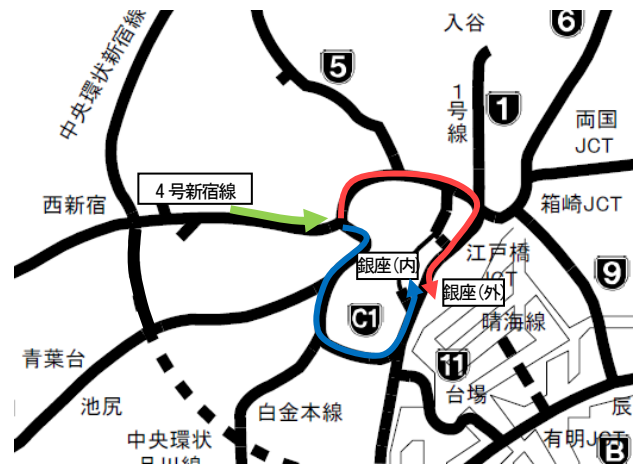 入谷
6
5
中央環状新宿線
1号線
1
両国
JCT
4号新宿線
西新宿
箱崎JCT
銀座(内)
江戸橋
JCT
銀座(外)
9
C1
晴海線
青葉台
11
台場
池尻
白金本線
辰
中央環状
品川線
有明JCT
B